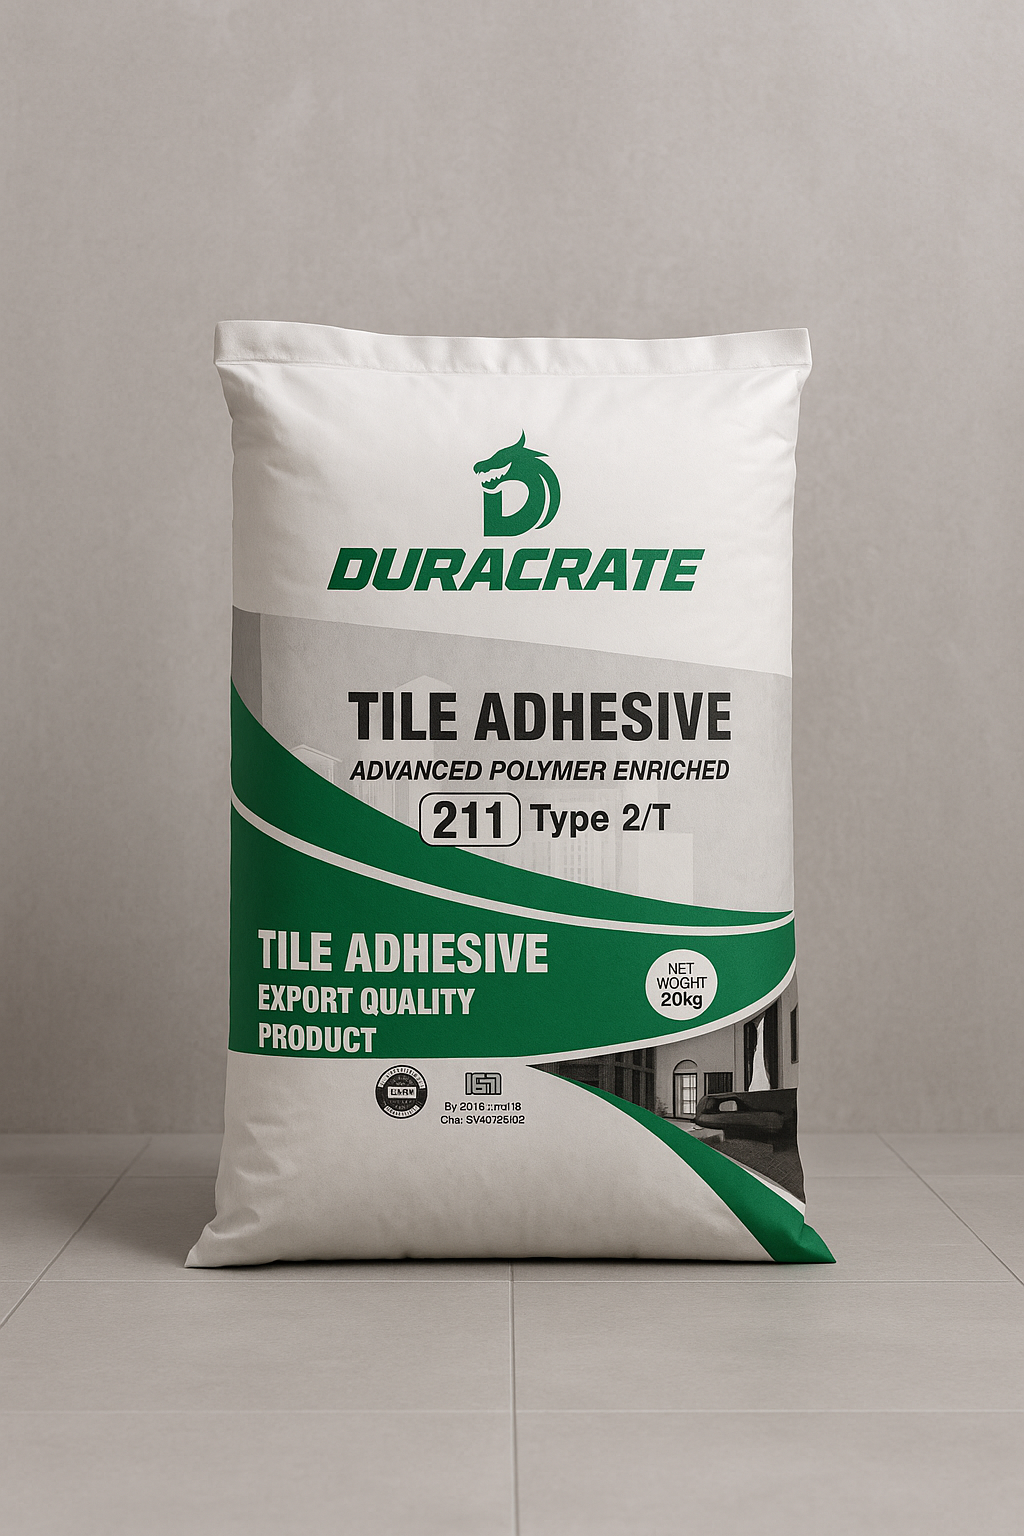 DURACRATE
TILE ADHESIVE
ADVANCED POLYMER ENRICHED
211 Type 2/T
TILE ADHESIVE
EXPORT QUALITY
PRODUCT
NET
WOGHT
20kg
By 2016
Cha: SV40725I02